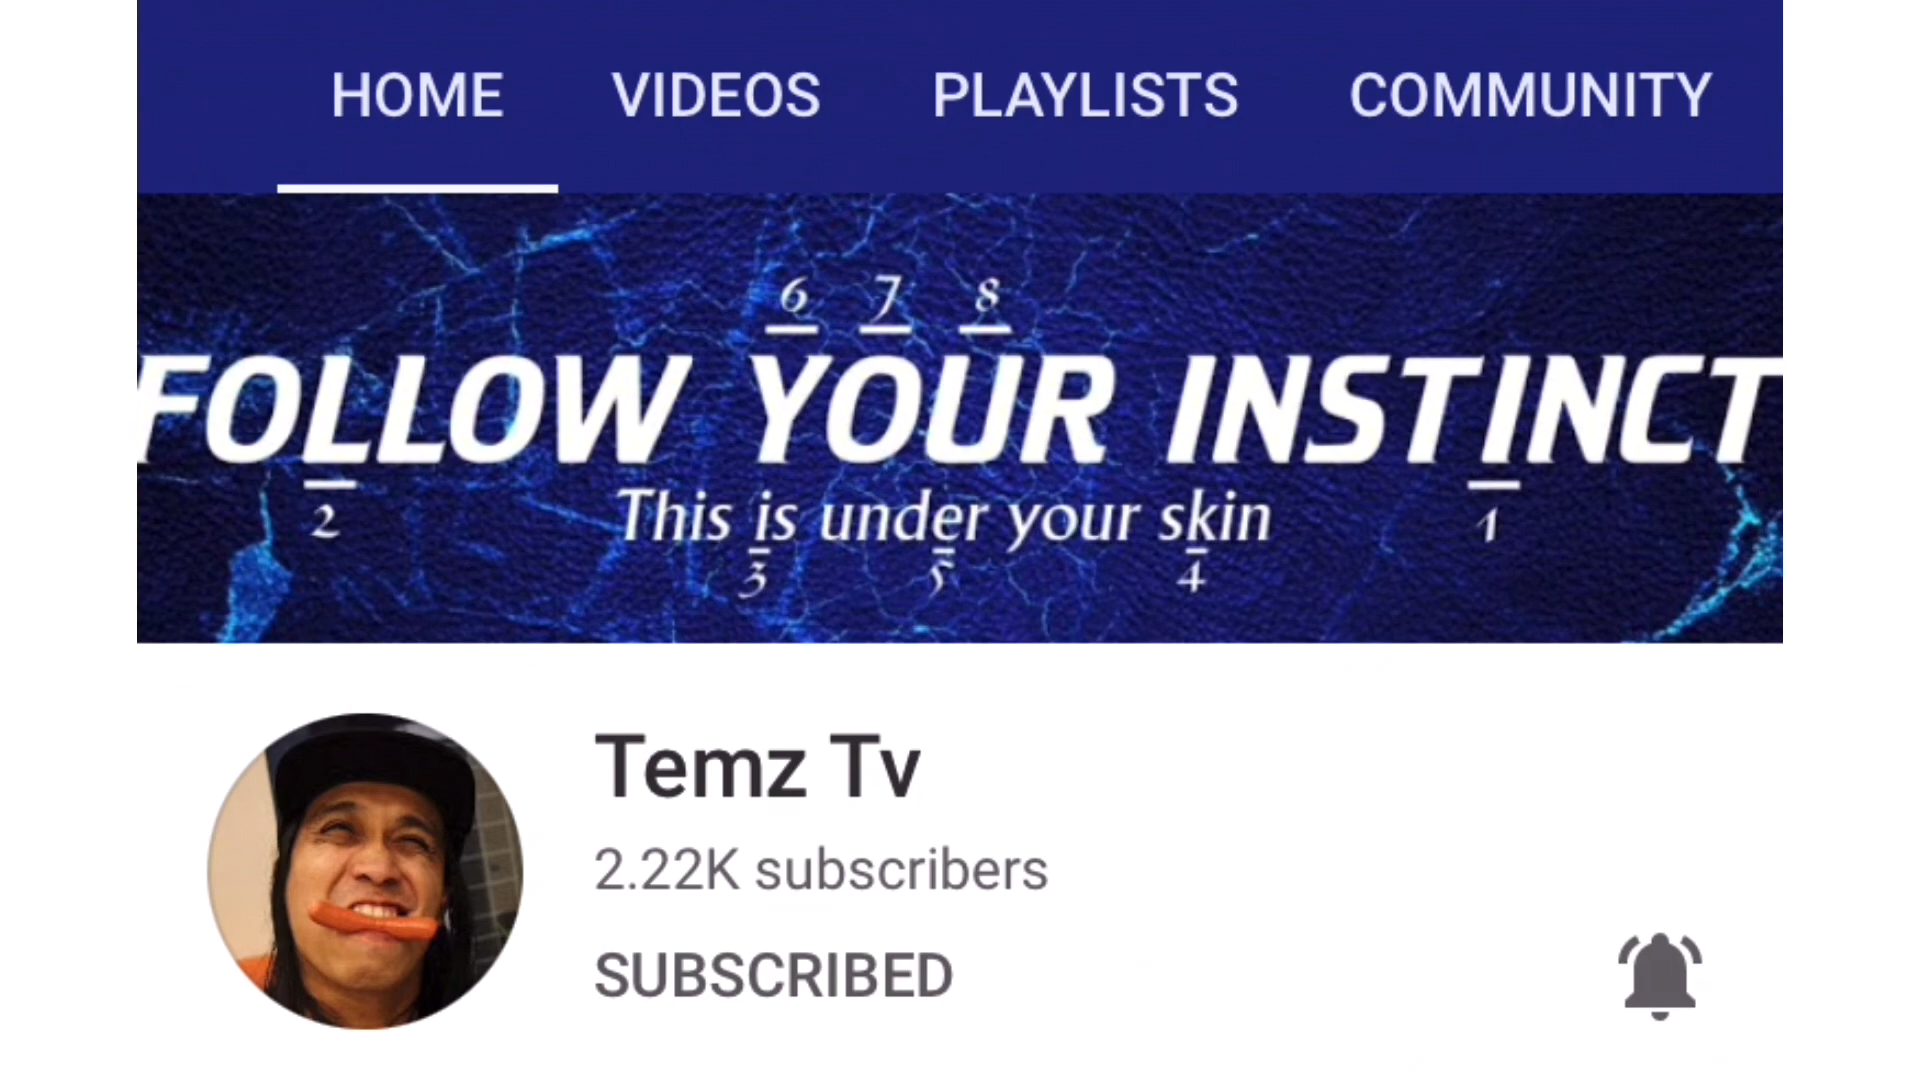 HOME VIDEOS PLAYLISTS COMMUNITY
6 7 8
FOLLOW YOUR INSTINCT
2 1
This is under your skin
3 5 4
Temz Tv
2.22K subscribers
SUBSCRIBED